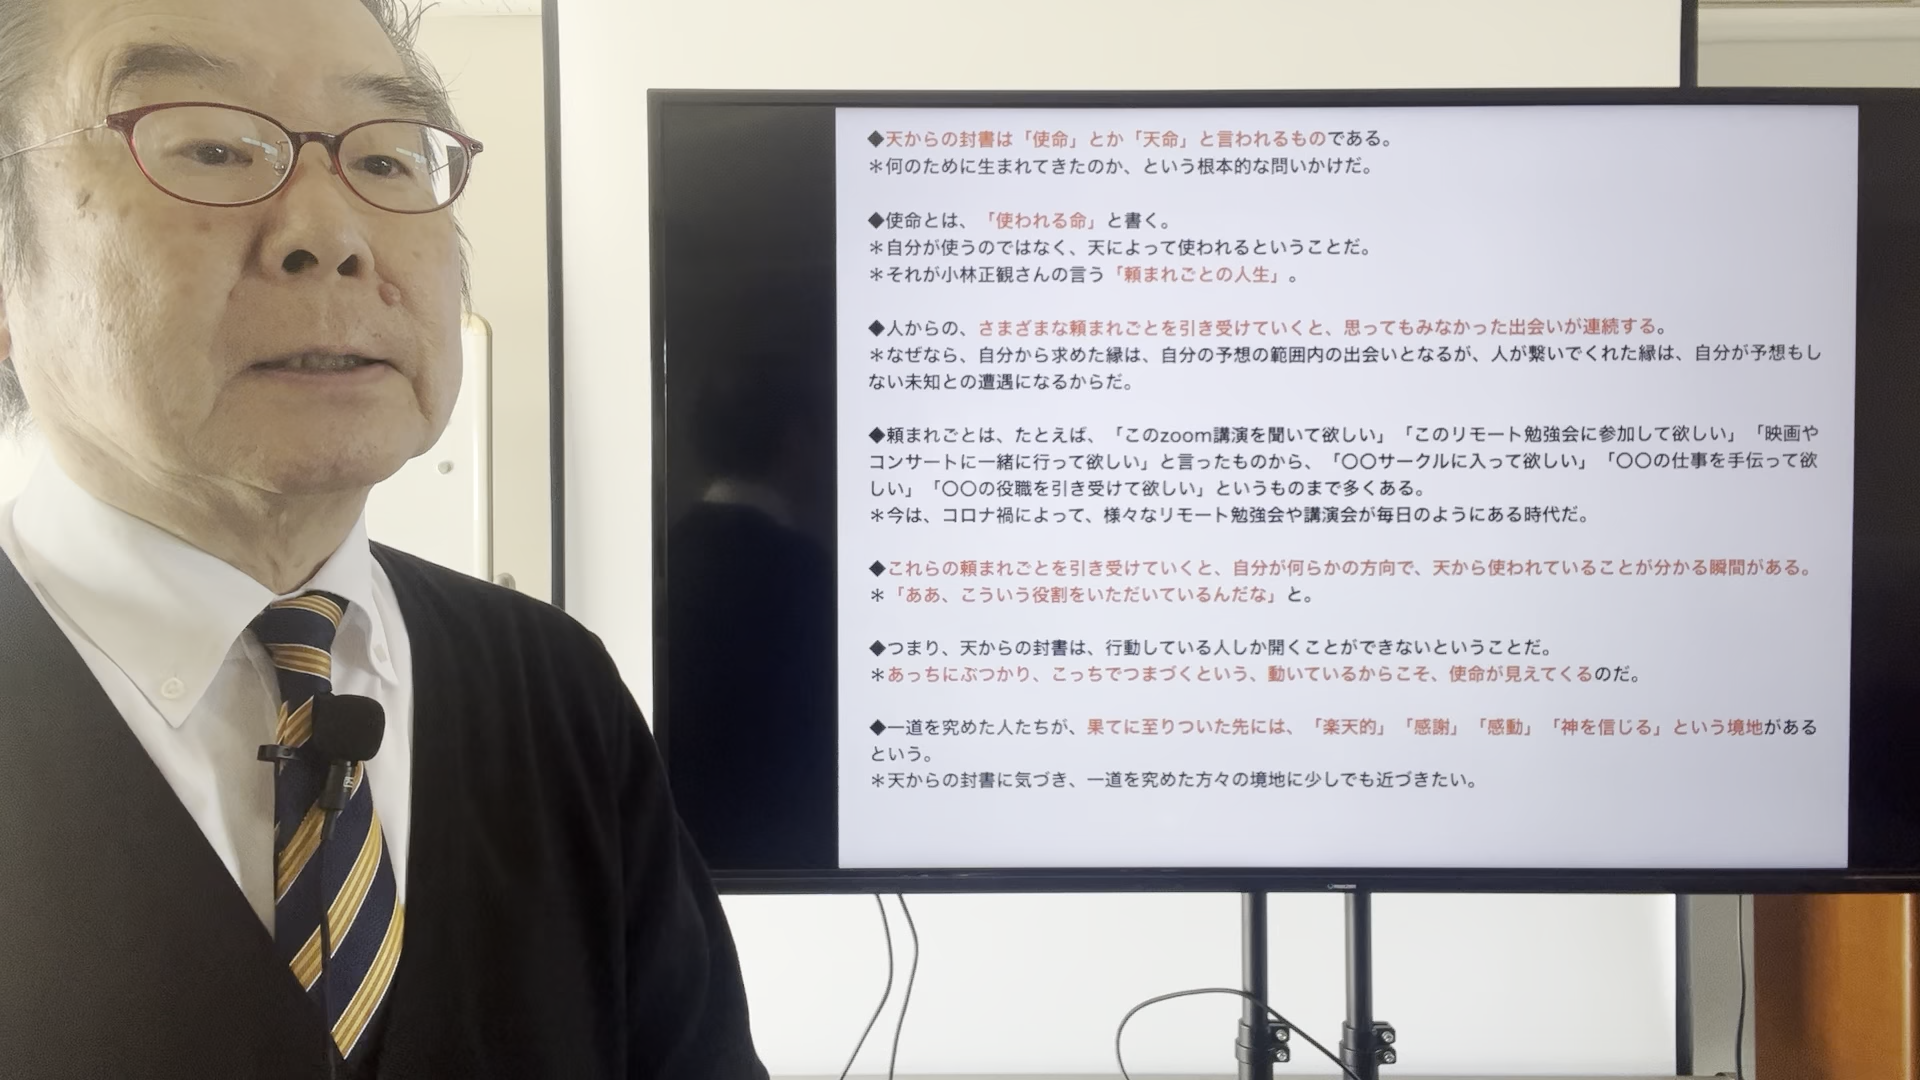 ◆天からの封書は「使命」とか「天命」と言われるものである。
＊何のために生まれてきたのか、という根本的な問いかけだ。
◆使命とは、「使われる命」と書く。
＊自分が使うのではなく、天によって使われるということだ。
＊それが小林正観さんの言う「頼まれごとの人生」。
◆人からの、さまざまな頼まれごとを引き受けていくと、思ってもみなかった出会いが連続する。
＊なぜなら、自分から求めた縁は、自分の予想の範囲内の出会いとなるが、人が繋いでくれた縁は、自分が予想もし
ない未知との遭遇になるからだ。
◆頼まれごとは、たとえば、「このzoom講演を聞いて欲しい」「このリモート勉強会に参加して欲しい」「映画や
コンサートに一緒に行って欲しい」と言ったものから、「〇〇サークルに入って欲しい」「〇〇の仕事を手伝って欲
しい」「〇〇の役職を引き受けて欲しい」というものまで多くある。
＊今は、コロナ禍によって、様々なリモート勉強会や講演会が毎日のようにある時代だ。
◆これらの頼まれごとを引き受けていくと、自分が何らかの方向で、天から使われていることが分かる瞬間がある。
＊「ああ、こういう役割をいただいているんだな」と。
◆つまり、天からの封書は、行動している人しか開くことができないということだ。
＊あっちにぶつかり、こっちでつまづくという、動いているからこそ、使命が見えてくるのだ。
◆一道を究めた人たちが、果てに至りついた先には、「楽天的」「感謝」「感動」「神を信じる」という境地がある
という。
＊天からの封書に気づき、一道を究めた方々の境地に少しでも近づきたい。